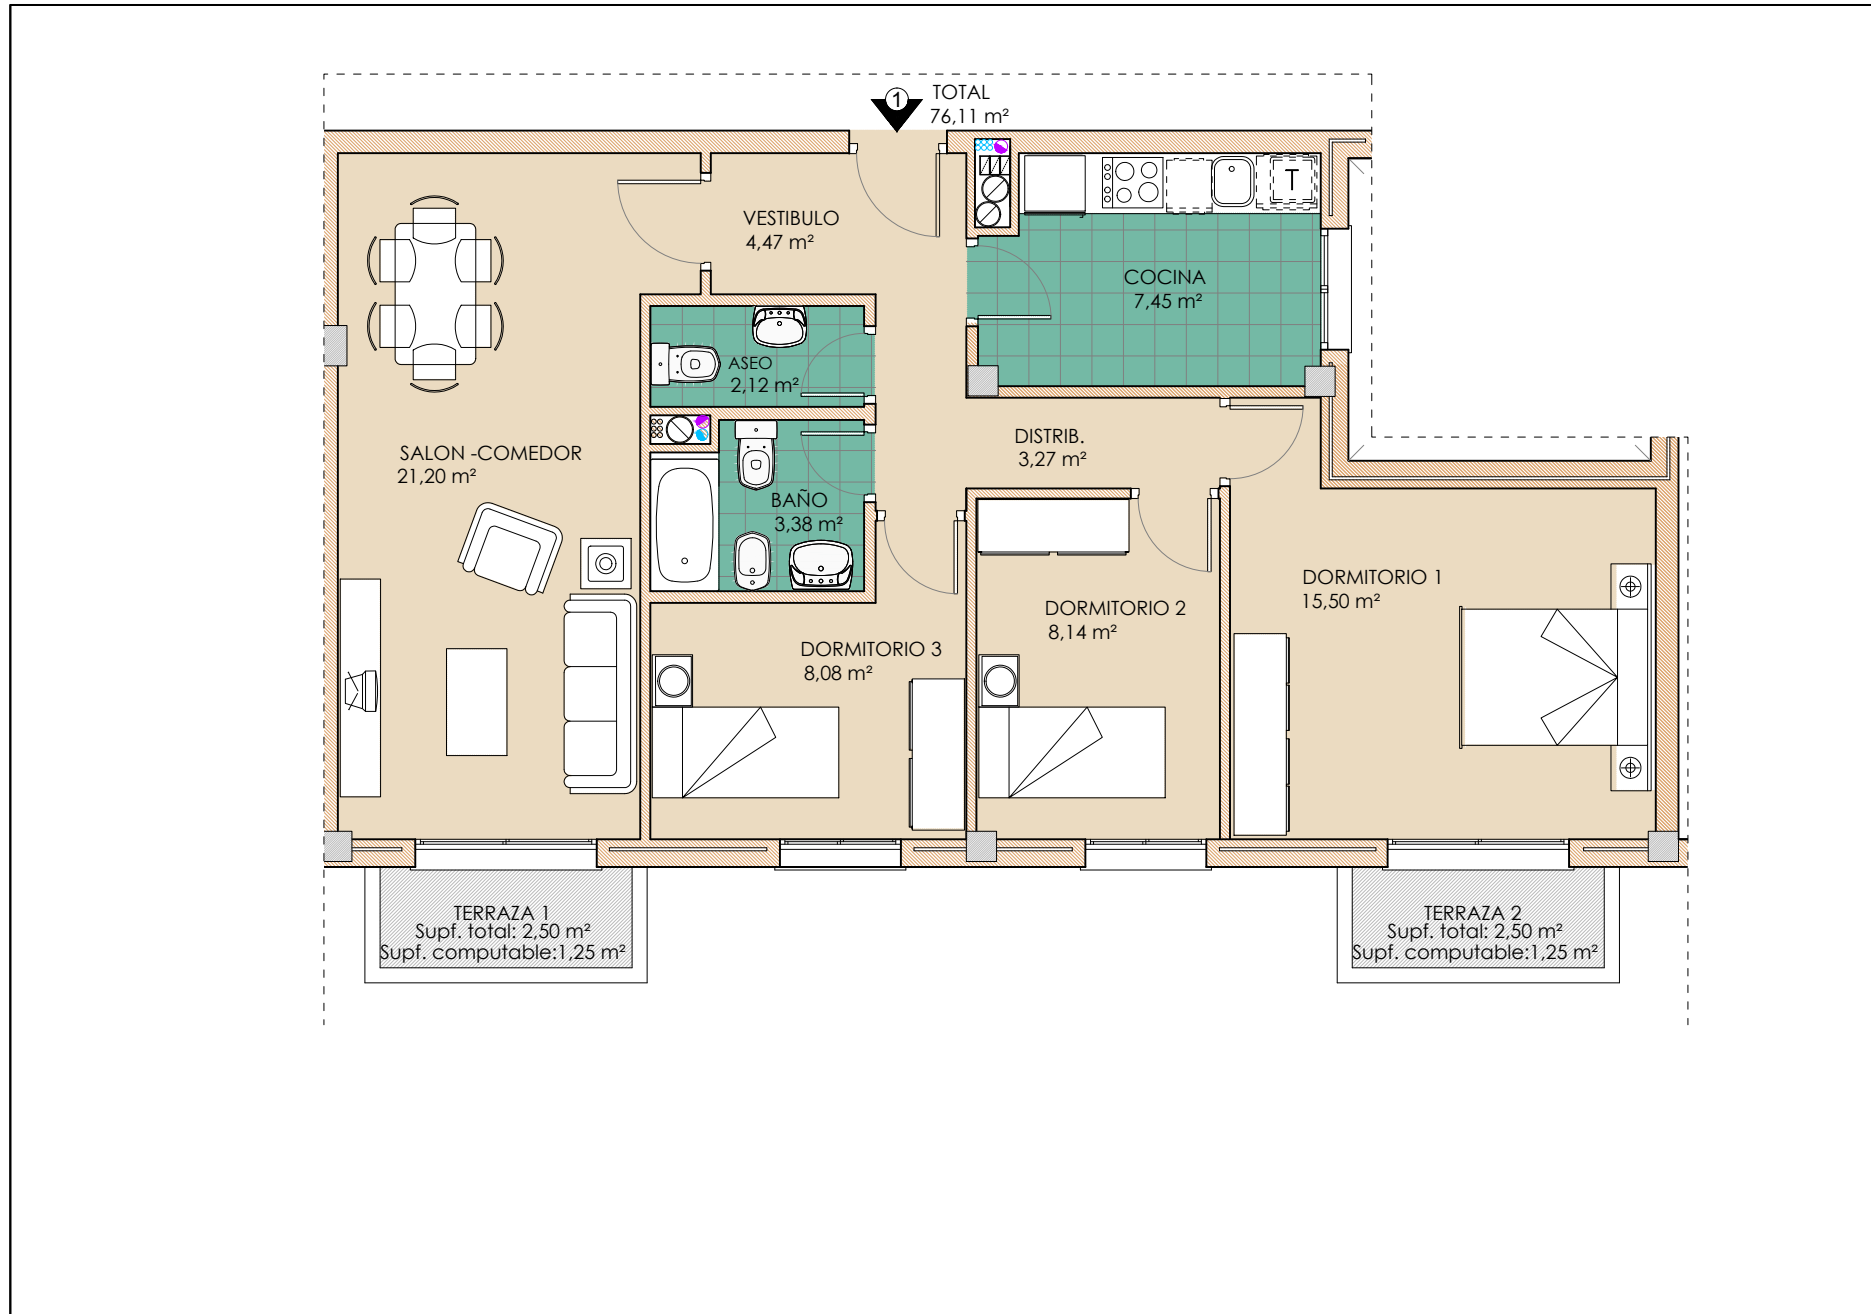 1
TOTAL
76,11 m²
T
VESTIBULO
4,47 m²
COCINA
7,45 m²
ASEO
2,12 m²
SALON -COMEDOR
21,20 m²
DISTRIB.
3,27 m²
BAÑO
3,38 m²
DORMITORIO 1
15,50 m²
DORMITORIO 2
8,14 m²
DORMITORIO 3
8,08 m²
TERRAZA 1
Supf. total: 2,50 m²
Supf. computable:1,25 m²
TERRAZA 2
Supf. total: 2,50 m²
Supf. computable:1,25 m²